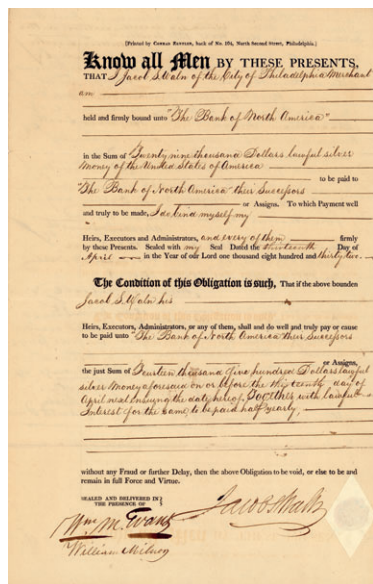 [Printed by Conrad Zentler, back of No. 194, North Second Street, Philadelphia.]
Know all Men BY THESE PRESENTS,
THAT I Jacob S. Waln of the City of Philadelphia Merchant
am
held and firmly bound unto "The Bank of North America"
in the Sum of Twenty nine thousand Dollars lawful silver
Money of the United States of America
to be paid to
"The Bank of North America" their Successors
or Assigns. To which Payment well
and truly to be made, I do bind myself my
Heirs, Executors and Administrators, and every of them firmly
by these Presents. Sealed with my Seal Dated the Day of
April in the Year of our Lord one thousand eight hundred and thirty two
The Condition of this Obligation is such, That if the above bounden
Jacob S. Waln his
Heirs, Executors, Administrators, or any of them, shall and do well and truly pay or cause
to be paid unto "The Bank of North America" their Successors
or Assigns,
the just Sum of Fourteen thousand five hundred Dollars lawful
silver Money aforesaid on or before the day of
April next ensuing the date hereof, Together with lawful
Interest for the same, to be paid half yearly,
without any Fraud or further Delay, then the above Obligation to be void, or else to be and
remain in full Force and Virtue.
SEALED AND DELIVERED IN
THE PRESENCE OF
Jacob S Waln
Wm. M. Evans
William Milnor